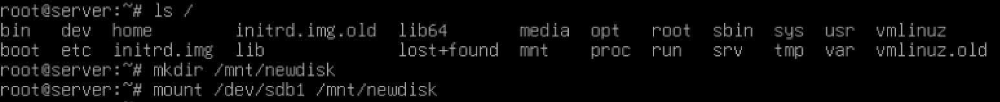 root@server:~# ls /
bin   dev  home        initrd.img.old  lib64       media  opt   root  sbin  sys  usr  vmlinuz
boot  etc  initrd.img  lib             lost+found  mnt    proc  run   srv   tmp  var  vmlinuz.old
root@server:~# mkdir /mnt/newdisk
root@server:~# mount /dev/sdb1 /mnt/newdisk